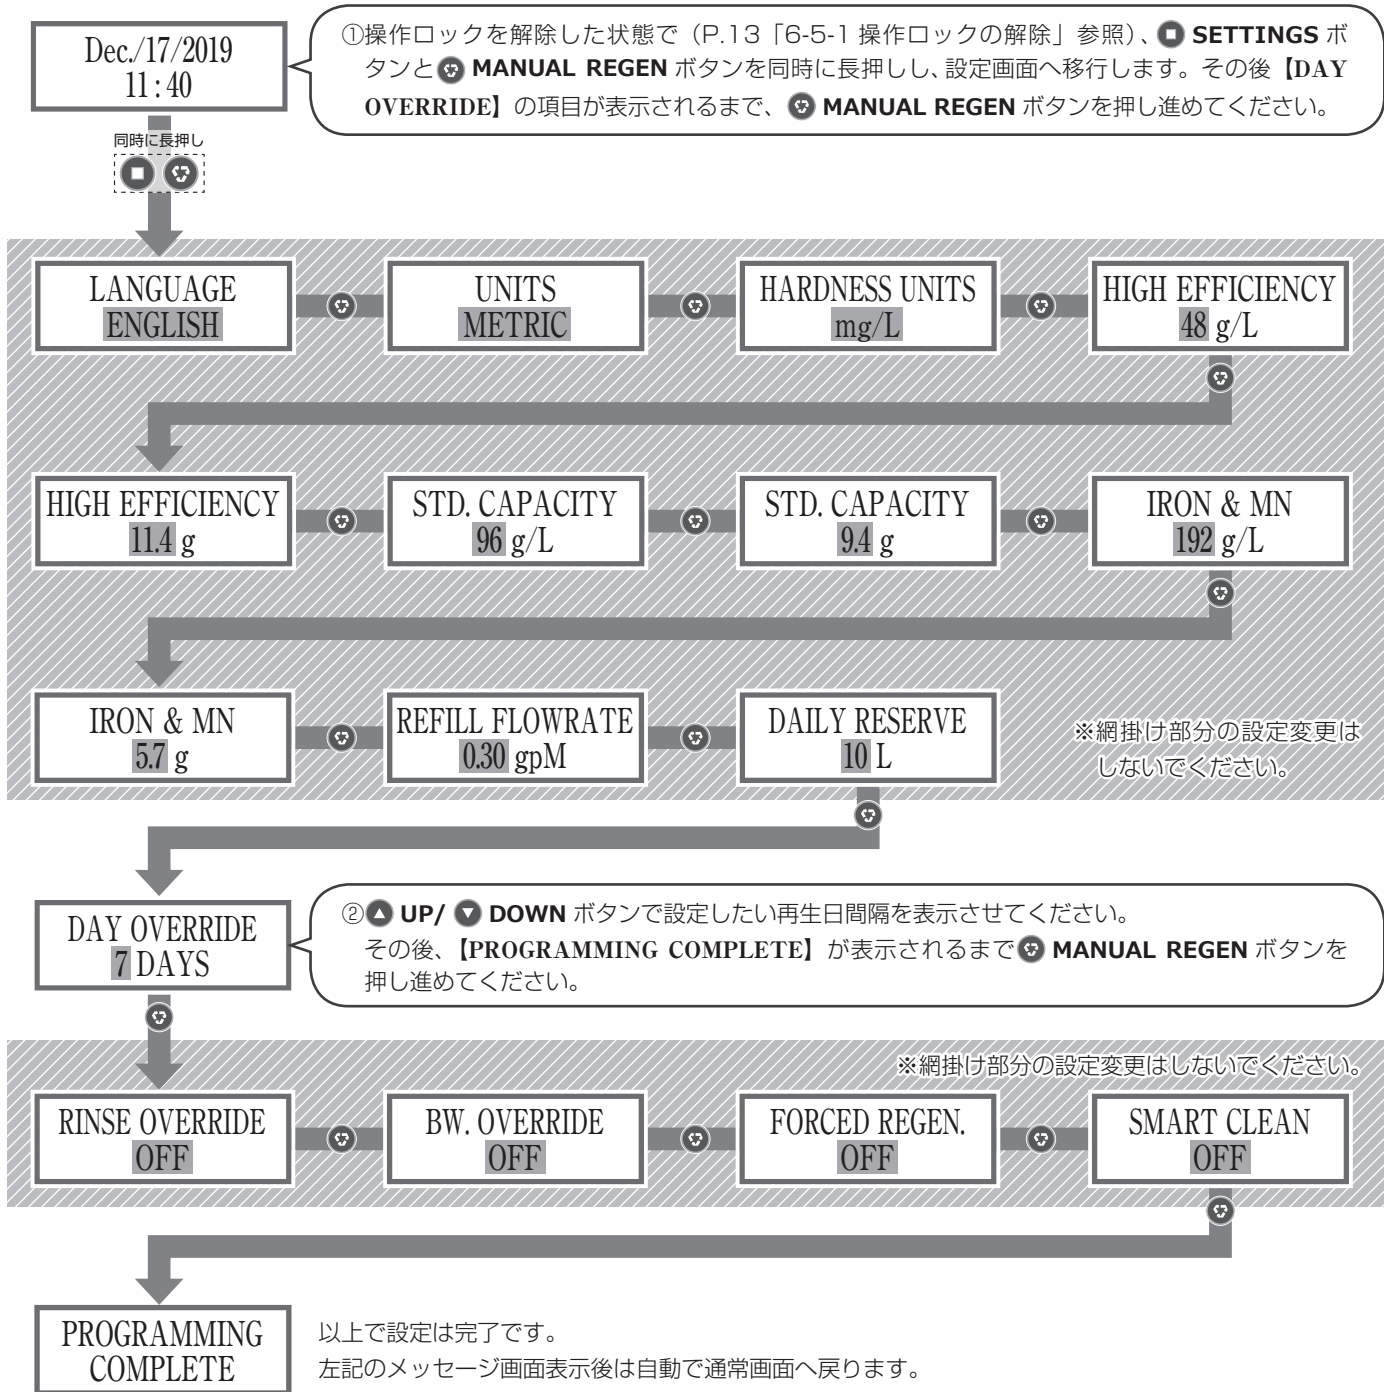 Dec./17/2019
11 : 40
①操作ロックを解除した状態で（P.13「6-5-1 操作ロックの解除」参照）、 SETTINGS ボ
タンと MANUAL REGEN ボタンを同時に長押しし、設定画面へ移行します。その後【DAY
OVERRIDE】の項目が表示されるまで、 MANUAL REGEN ボタンを押し進めてください。
同時に長押し
LANGUAGE
ENGLISH
UNITS
METRIC
HARDNESS UNITS
mg/L
HIGH EFFICIENCY
48 g/L
HIGH EFFICIENCY
11.4 g
STD. CAPACITY
96 g/L
STD. CAPACITY
9.4 g
IRON & MN
192 g/L
IRON & MN
5.7 g
REFILL FLOWRATE
0.30 gpM
DAILY RESERVE
10 L
※網掛け部分の設定変更は
しないでください。
DAY OVERRIDE
7 DAYS
②▲ UP/ ▼ DOWN ボタンで設定したい再生日間隔を表示させてください。
その後、【PROGRAMMING COMPLETE】が表示されるまで MANUAL REGEN ボタンを
押し進めてください。
※網掛け部分の設定変更はしないでください。
RINSE OVERRIDE
OFF
BW. OVERRIDE
OFF
FORCED REGEN.
OFF
SMART CLEAN
OFF
PROGRAMMING
COMPLETE
以上で設定は完了です。
左記のメッセージ画面表示後は自動で通常画面へ戻ります。